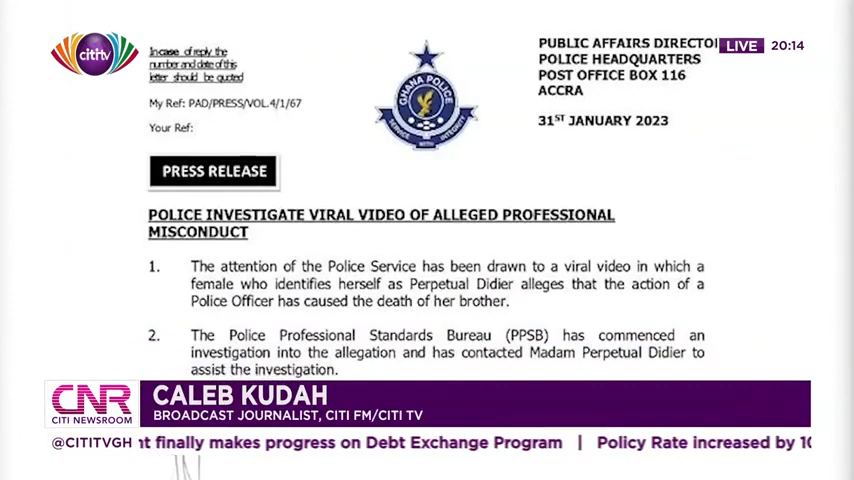 citi tv
In case of reply the
number and date of this
letter should be quoted
My Ref: PAD/PRESS/VOL.4/1/67
Your Ref:
GHANA POLICE
SERVICE WITH INTEGRITY
PUBLIC AFFAIRS DIRECTO
POLICE HEADQUARTERS
POST OFFICE BOX 116
ACCRA
31ST JANUARY 2023
LIVE 20:14
PRESS RELEASE
POLICE INVESTIGATE VIRAL VIDEO OF ALLEGED PROFESSIONAL
MISCONDUCT
1. The attention of the Police Service has been drawn to a viral video in which a
female who identifies herself as Perpetual Didier alleges that the action of a
Police Officer has caused the death of her brother.
2. The Police Professional Standards Bureau (PPSB) has commenced an
investigation into the allegation and has contacted Madam Perpetual Didier to
assist the investigation.
CNR
CITI NEWSROOM
CALEB KUDAH
BROADCAST JOURNALIST, CITI FM/CITI TV
@CITITVGH nt finally makes progress on Debt Exchange Program | Policy Rate increased by 10